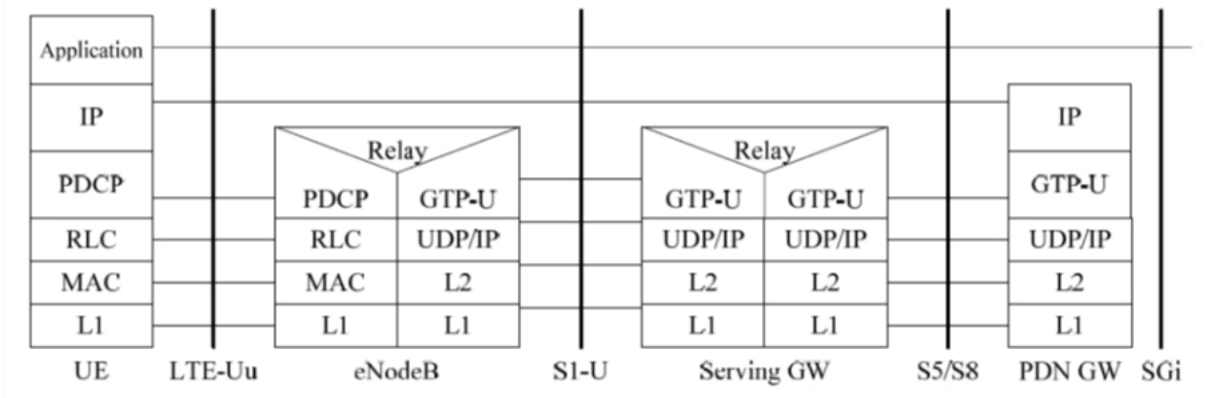 Application
IP
IP
Relay
Relay
PDCP
PDCP
GTP-U
GTP-U
GTP-U
GTP-U
RLC
RLC
UDP/IP
UDP/IP
UDP/IP
UDP/IP
MAC
MAC
L2
L2
L2
L2
L1
L1
L1
L1
L1
L1
UE
LTE-Uu
eNodeB
S1-U
Serving GW
S5/S8
PDN GW
SGi